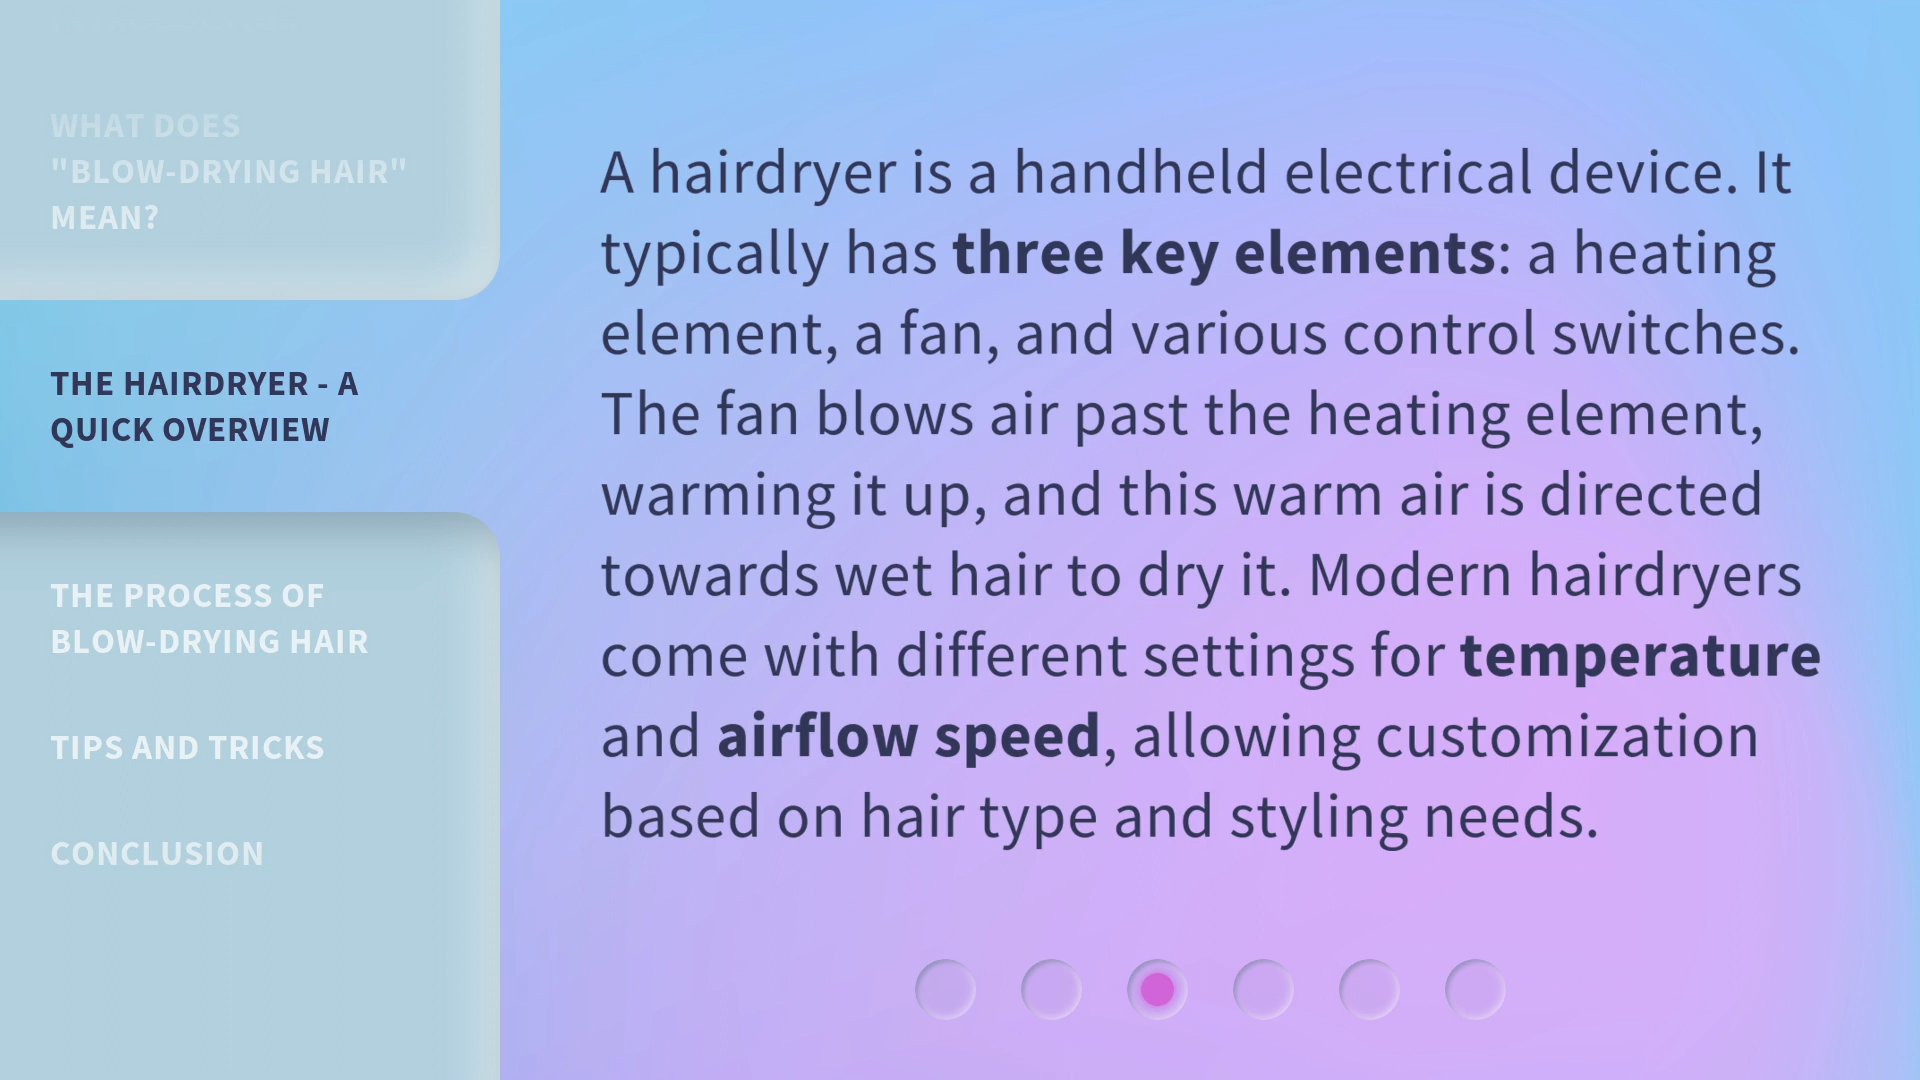 WHAT DOES
"BLOW-DRYING HAIR"
MEAN?
THE HAIRDRYER - A
QUICK OVERVIEW
THE PROCESS OF
BLOW-DRYING HAIR
TIPS AND TRICKS
CONCLUSION
A hairdryer is a handheld electrical device. It
typically has three key elements: a heating
element, a fan, and various control switches.
The fan blows air past the heating element,
warming it up, and this warm air is directed
towards wet hair to dry it. Modern hairdryers
come with different settings for temperature
and airflow speed, allowing customization
based on hair type and styling needs.